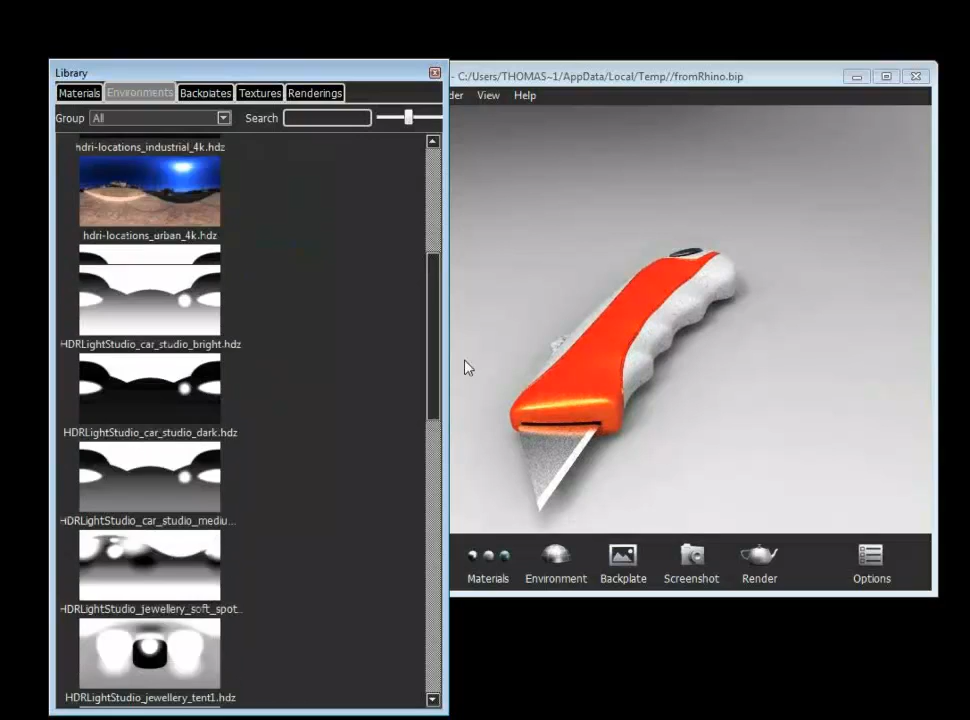 Library
- C:/Users/THOMAS~1/AppData/Local/Temp//fromRhino.bip
Materials Environments Backplates Textures Renderings
der View Help
Group All Search
hdri-locations_industrial_4k.hdz
hdri-locations_urban_4k.hdz
HDRLightStudio_car_studio_bright.hdz
HDRLightStudio_car_studio_dark.hdz
HDRLightStudio_car_studio_mediu...
HDRLightStudio_jewellery_soft_spot...
HDRLightStudio_jewellery_tent1.hdz
Materials Environment Backplate Screenshot Render Options